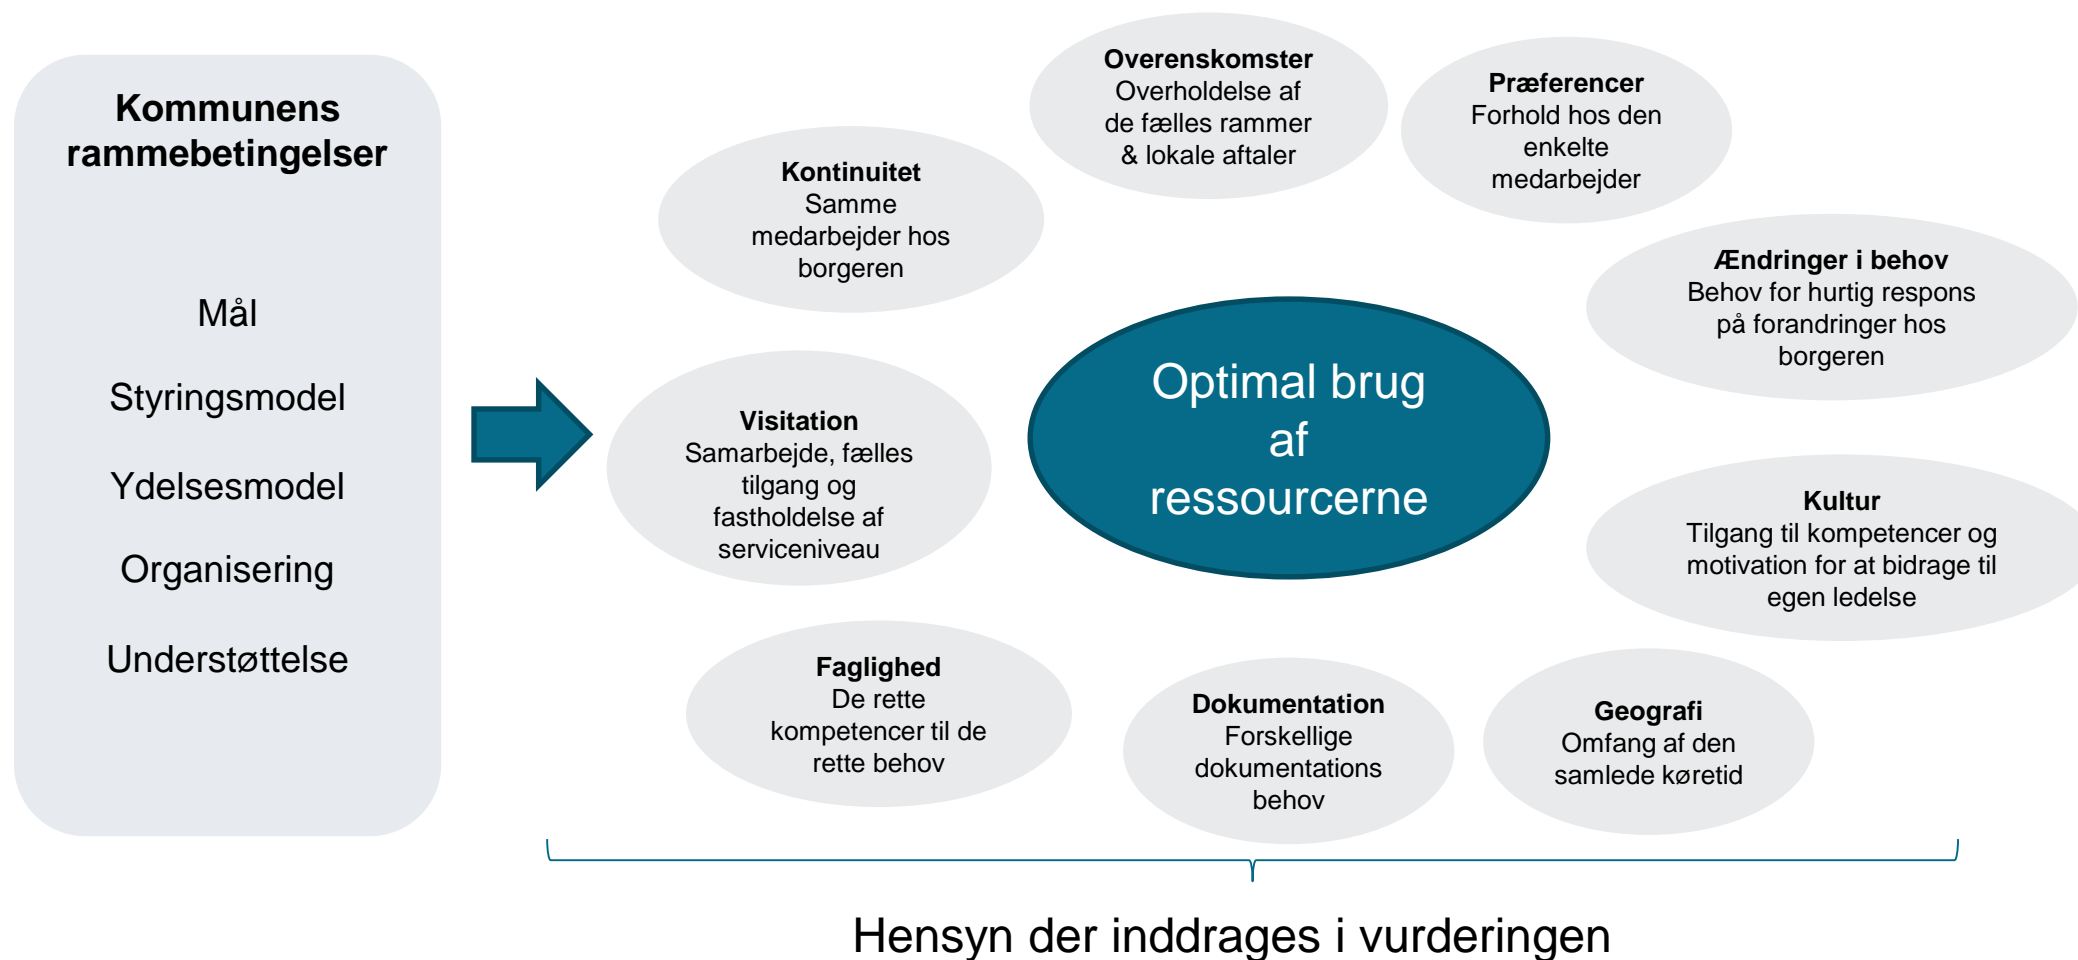 Kommunens
rammebetingelser
Mål
Styringsmodel
Ydelsesmodel
Organisering
Understøttelse
Overenskomster
Overholdelse af
de fælles rammer
& lokale aftaler
Præferencer
Forhold hos den
enkelte
medarbejder
Kontinuitet
Samme
medarbejder hos
borgeren
Ændringer i behov
Behov for hurtig respons
på forandringer hos
borgeren
Optimal brug
af
ressourcerne
Visitation
Samarbejde, fælles
tilgang og
fastholdelse af
serviceniveau
Kultur
Tilgang til kompetencer og
motivation for at bidrage til
egen ledelse
Faglighed
De rette
kompetencer til de
rette behov
Dokumentation
Forskellige
dokumentations
behov
Geografi
Omfang af den
samlede køretid
Hensyn der inddrages i vurderingen